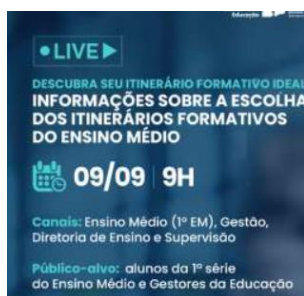 Educação
•LIVE▶
DESCUBRA SEU ITINERÁRIO FORMATIVO IDEAL
INFORMAÇÕES SOBRE A ESCOLHA
DOS ITINERÁRIOS FORMATIVOS
DO ENSINO MÉDIO
09/09 | 9H
Canais: Ensino Médio (1º EM), Gestão,
Diretoria de Ensino e Supervisão
Público-alvo: alunos da 1ª série
do Ensino Médio e Gestores da Educação